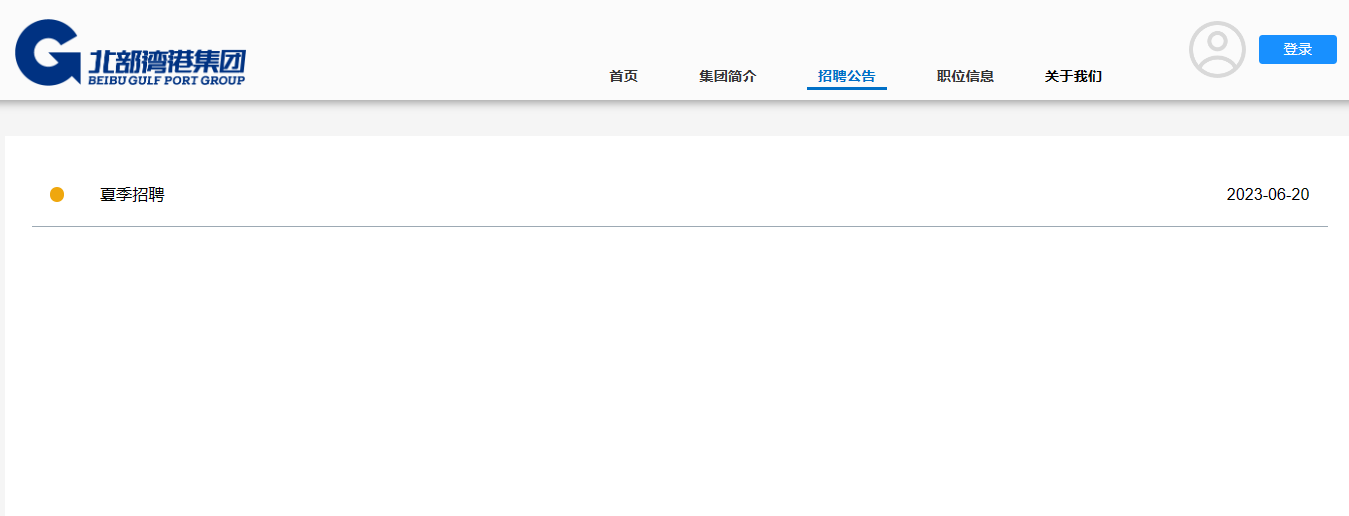 北部湾港集团
BEIBU GULF PORT GROUP
首页 集团简介 招聘公告 职位信息 关于我们
登录
夏季招聘 2023-06-20